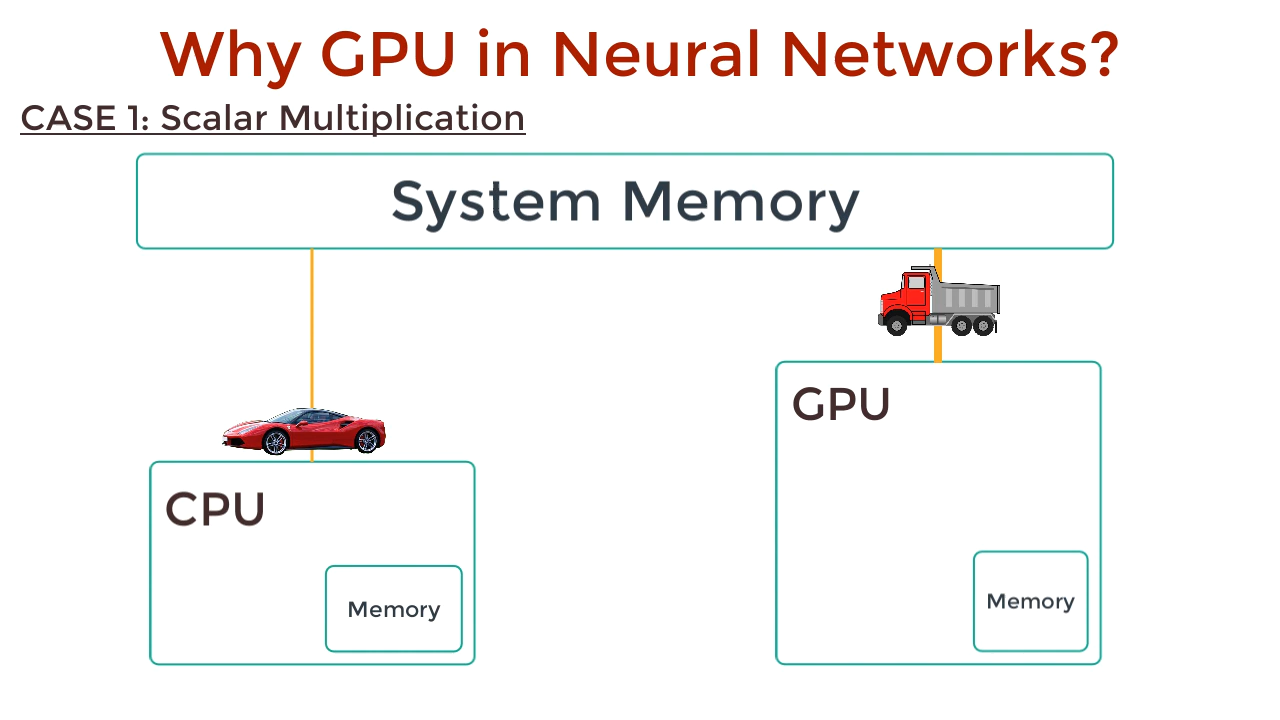 Why GPU in Neural Networks?
CASE 1: Scalar Multiplication
System Memory
GPU
CPU
Memory
Memory